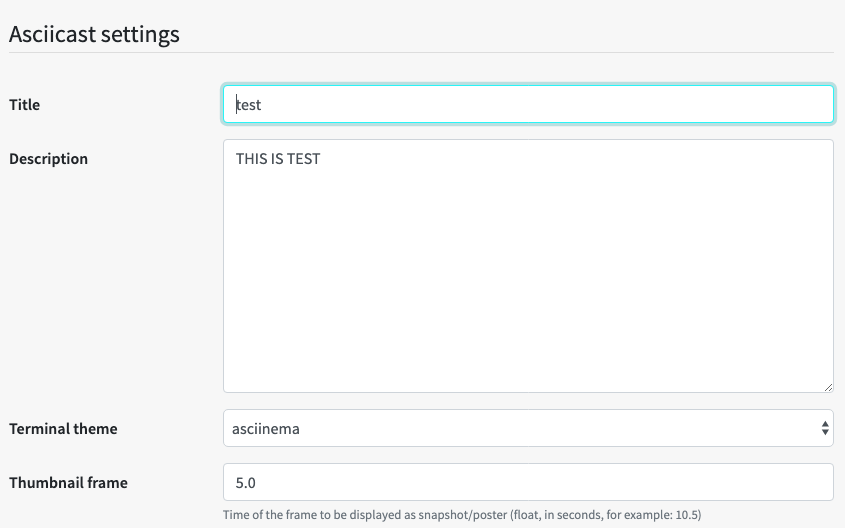 Asciicast settings
Title
test
Description
THIS IS TEST
Terminal theme
asciinema
Thumbnail frame
5.0
Time of the frame to be displayed as snapshot/poster (float, in seconds, for example: 10.5)